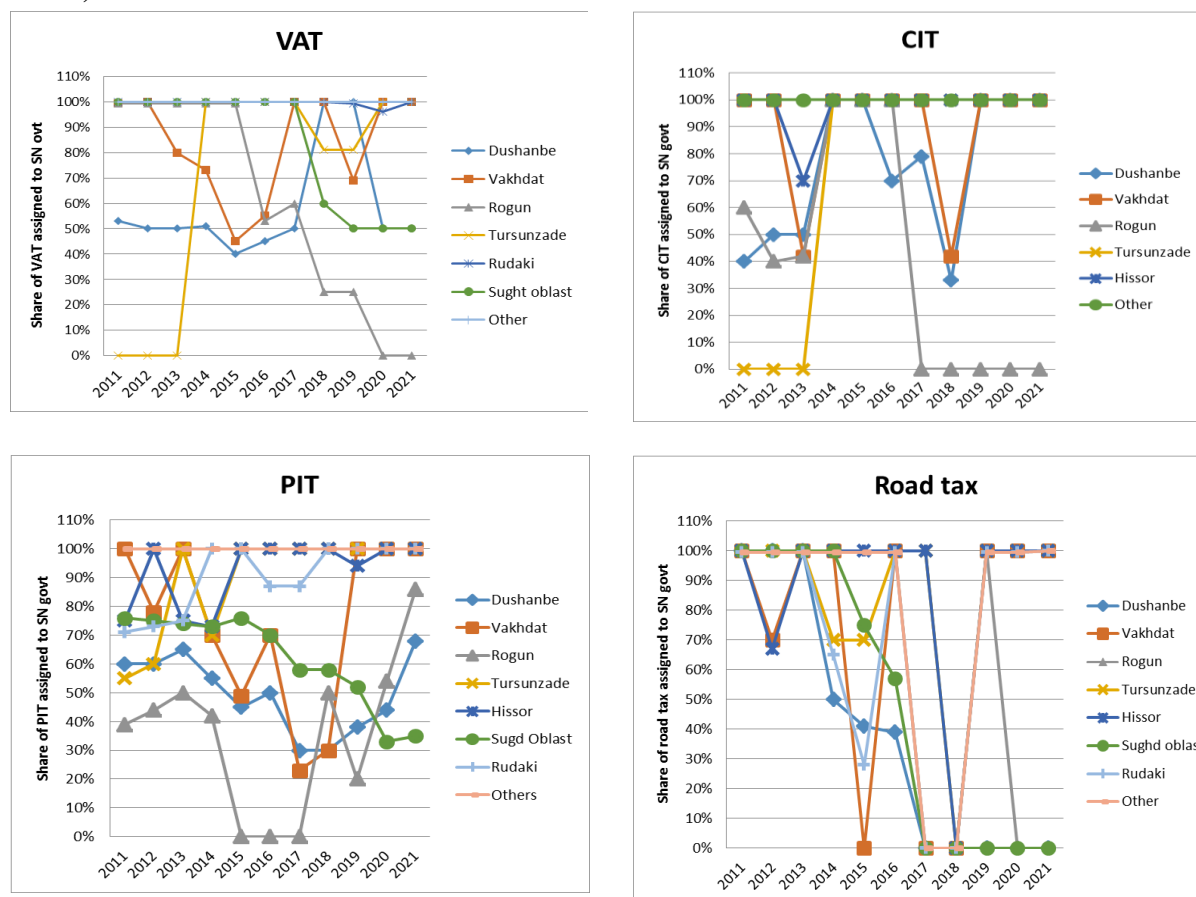 VAT
110%
100%
90%
80%
70%
60%
50%
40%
30%
20%
10%
0%
Share of VAT assigned to SN ovt
2011
2012
2013
2014
2015
2016
2017
2018
2019
2020
2021
Dushanbe
Vakhdat
Rogun
Tursunzade
Rudaki
Sught oblast
Other
CIT
110%
100%
90%
80%
70%
60%
50%
40%
30%
20%
10%
0%
Share of CIT assigned to SN govt
2011
2012
2013
2014
2015
2016
2017
2018
2019
2020
2021
Dushanbe
Vakhdat
Rogun
Tursunzade
Hissor
Other
PIT
110%
100%
90%
80%
70%
60%
50%
40%
30%
20%
10%
0%
Share of PIT assigned to SN govt
2011
2012
2013
2014
2015
2016
2017
2018
2019
2020
2021
Dushanbe
Vakhdat
Rogun
Tursunzade
Hissor
Sugd Oblast
Rudaki
Others
Road tax
110%
100%
90%
80%
70%
60%
50%
40%
30%
20%
10%
0%
Share of road tax assigned to SN govt
2011
2012
2013
2014
2015
2016
2017
2018
2019
2020
2021
Dushanbe
Vakhdat
Rogun
Tursunzade
Hissor
Sughd oblast
Rudaki
Other